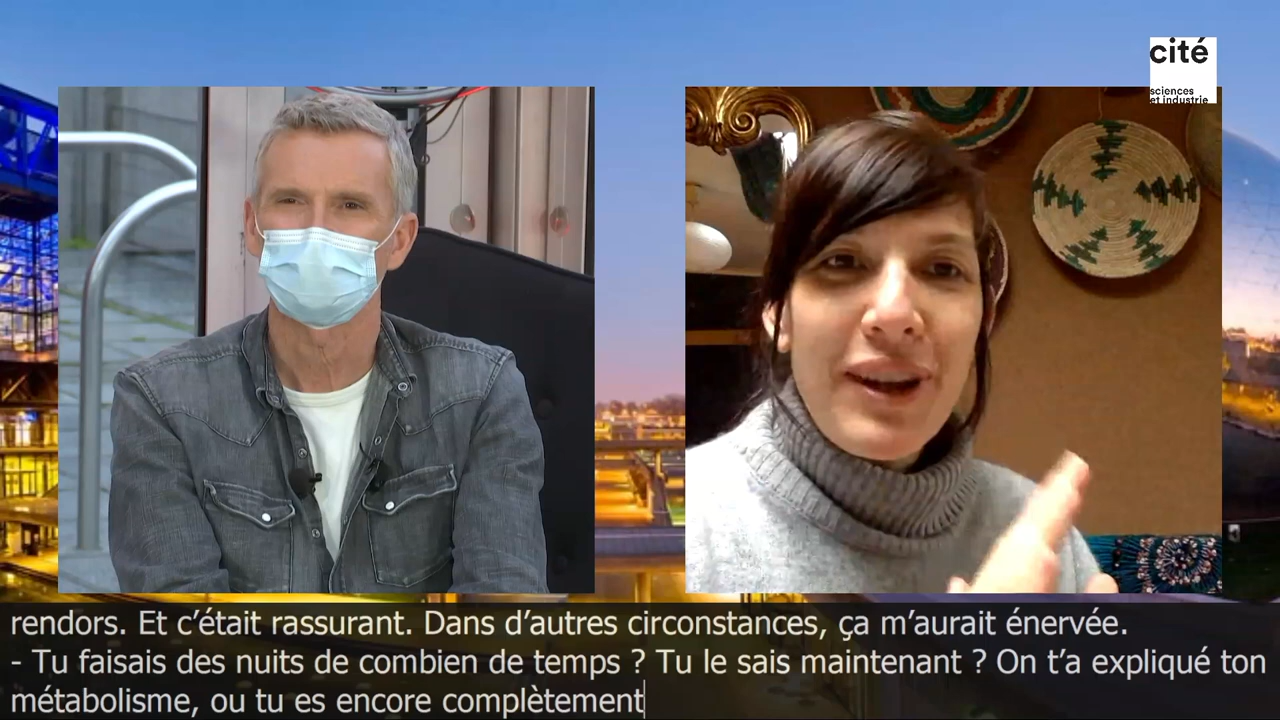 cité
sciences
et industrie
rendors. Et c’était rassurant. Dans d’autres circonstances, ça m’aurait énervée.
- Tu faisais des nuits de combien de temps ? Tu le sais maintenant ? On t’a expliqué ton
métabolisme, ou tu es encore complètement